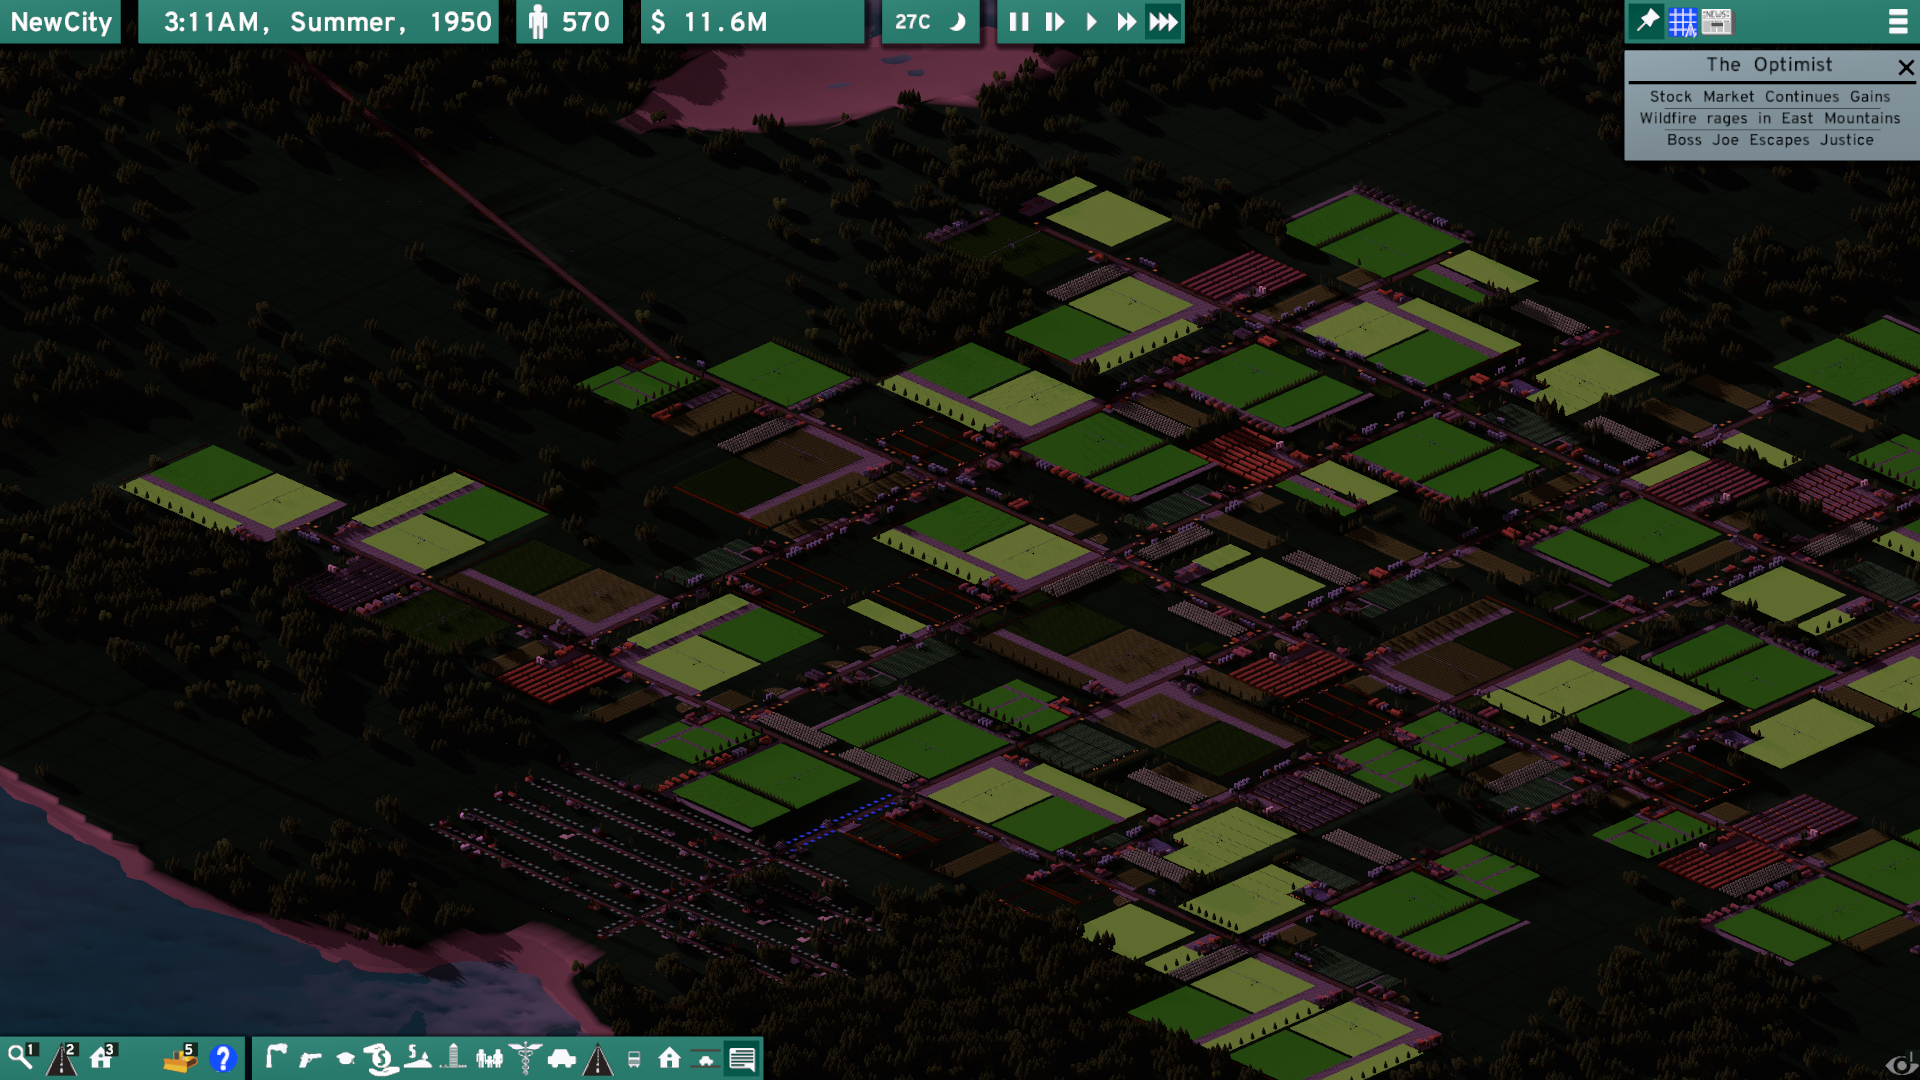 NewCity
3:11AM, Summer, 1950
570
$ 11.6M
27C
NEWS
The Optimist
Stock Market Continues Gains
Wildfire rages in East Mountains
Boss Joe Escapes Justice
1
2
3
5
?